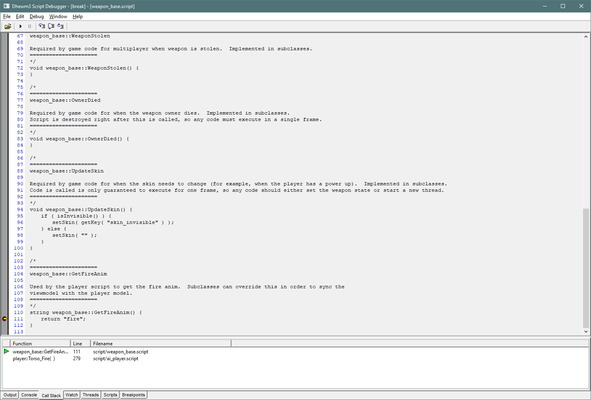 Dhewm3 Script Debugger - [break] - [weapon_base.script]
File Edit Debug Window Help
67 weapon_base::WeaponStolen
68
69 Required by game code for multiplayer when weapon is stolen.  Implemented in subclasses.
70 =====================
71 */
72 void weapon_base::WeaponStolen() {
73 }
74
75 /*
76 =====================
77 weapon_base::OwnerDied
78
79 Required by game code for when the weapon owner dies.  Implemented in subclasses.
80 Script is destroyed right after this is called, so any code must execute in a single frame.
81 =====================
82 */
83 void weapon_base::OwnerDied() {
84 }
85
86 /*
87 =====================
88 weapon_base::UpdateSkin
89
90 Required by game code for when the skin needs to change (for example, when the player has a power up).  Implemented in subclasses.
91 Code is called is only guaranteed to execute for one frame, so any code should either set the weapon state or start a new thread.
92 =====================
93 */
94 void weapon_base::UpdateSkin() {
95 if ( isInvisible() ) {
96 setSkin( getKey( "skin_invisible" ) );
97 } else {
98 setSkin( "" );
99 }
100 }
101
102 /*
103 =====================
104 weapon_base::GetFireAnim
105
106 Used by the player script to get the fire anim.  Subclasses can override this in order to sync the
107 viewmodel with the player model.
108 =====================
109 */
110 string weapon_base::GetFireAnim() {
111 return "fire";
112 }
113
Function Line Filename
weapon_base::GetFireAn... 111 script/weapon_base.script
player::Torso_Fire( ) 279 script/ai_player.script
Output Console Call Stack Watch Threads Scripts Breakpoints